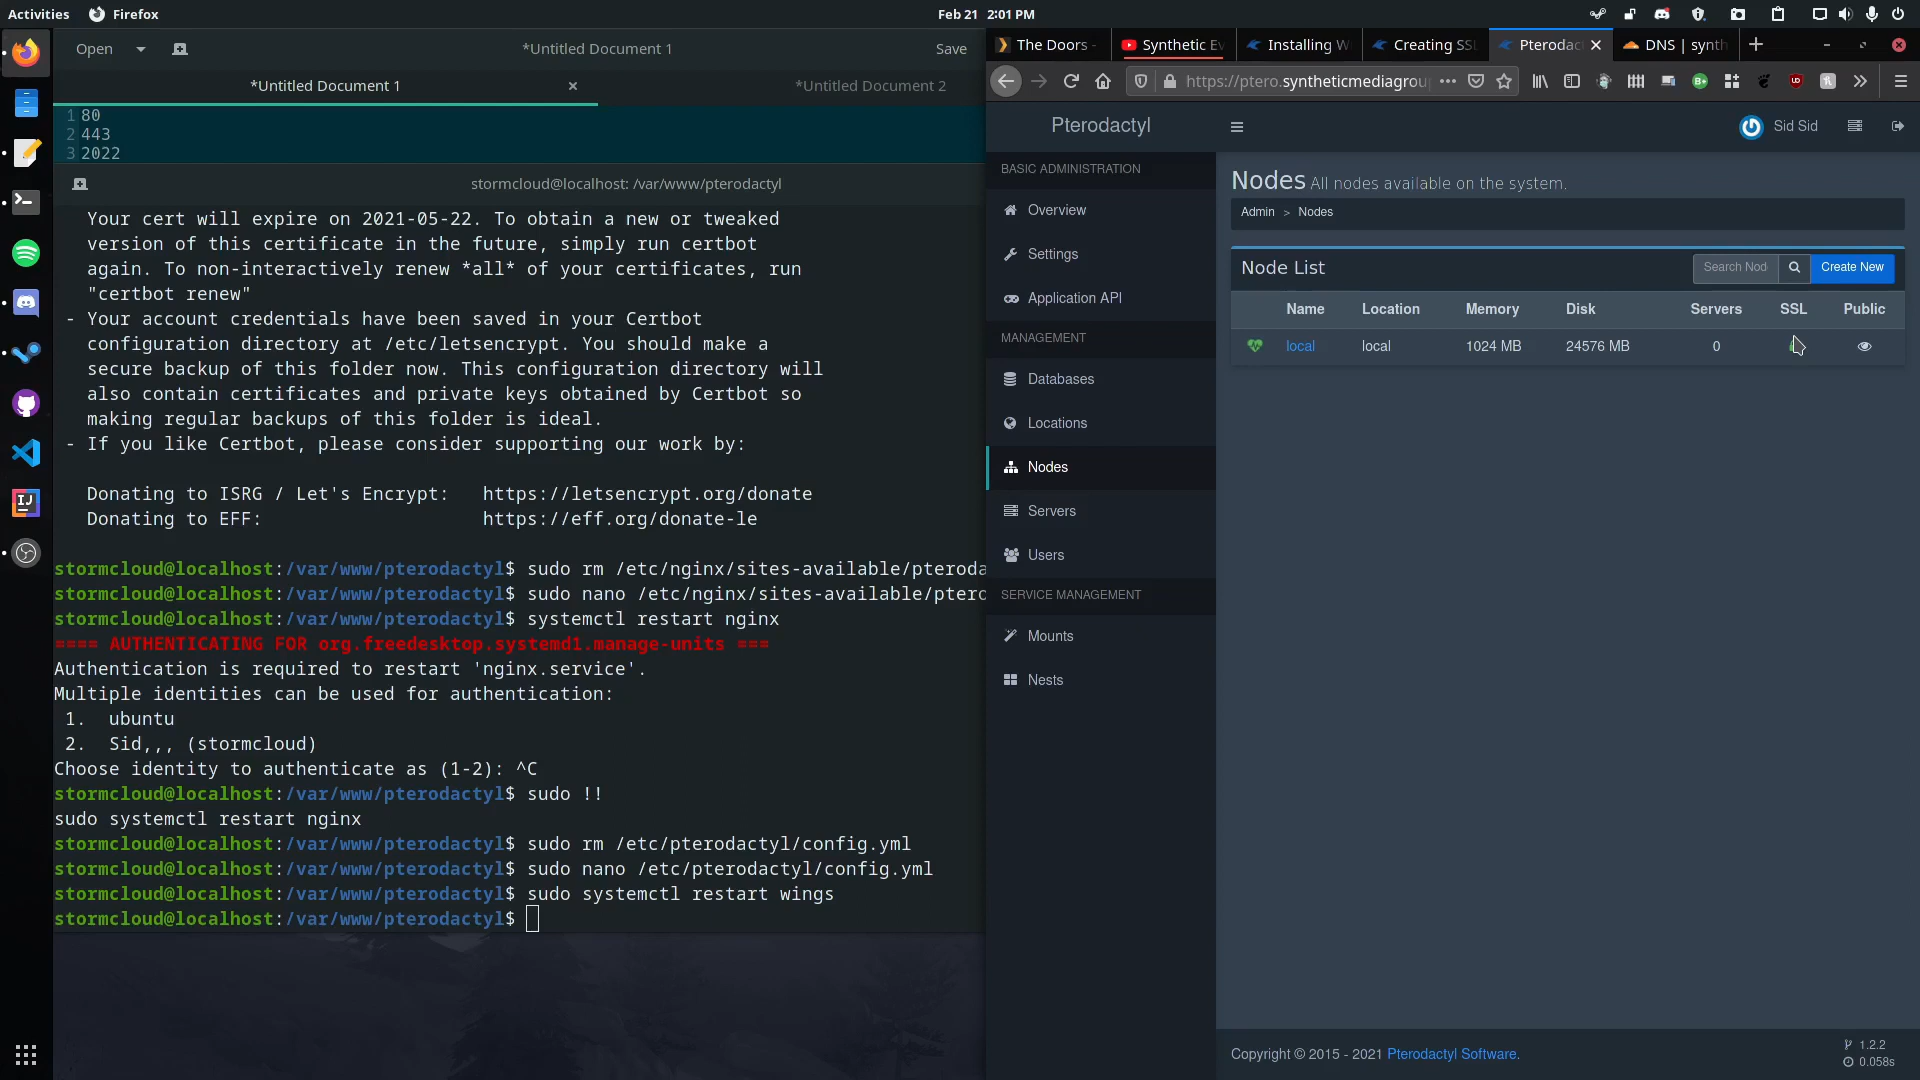 Activities
Firefox
Feb 21 2:01 PM
Open
*Untitled Document 1
Save
*Untitled Document 1
*Untitled Document 2
1 80
2 443
3 2022
stormcloud@localhost: /var/www/pterodactyl
Your cert will expire on 2021-05-22. To obtain a new or tweaked
version of this certificate in the future, simply run certbot
again. To non-interactively renew *all* of your certificates, run
"certbot renew"
- Your account credentials have been saved in your Certbot
configuration directory at /etc/letsencrypt. You should make a
secure backup of this folder now. This configuration directory will
also contain certificates and private keys obtained by Certbot so
making regular backups of this folder is ideal.
- If you like Certbot, please consider supporting our work by:
Donating to ISRG / Let's Encrypt: https://letsencrypt.org/donate
Donating to EFF: https://eff.org/donate-le
stormcloud@localhost:/var/www/pterodactyl$ sudo rm /etc/nginx/sites-available/pteroda
stormcloud@localhost:/var/www/pterodactyl$ sudo nano /etc/nginx/sites-available/pterc
stormcloud@localhost:/var/www/pterodactyl$ systemctl restart nginx
==== AUTHENTICATING FOR org.freedesktop.systemd1.manage-units ===
Authentication is required to restart 'nginx.service'.
Multiple identities can be used for authentication:
1. ubuntu
2. Sid,,, (stormcloud)
Choose identity to authenticate as (1-2): ^C
stormcloud@localhost:/var/www/pterodactyl$ sudo !!
sudo systemctl restart nginx
stormcloud@localhost:/var/www/pterodactyl$ sudo rm /etc/pterodactyl/config.yml
stormcloud@localhost:/var/www/pterodactyl$ sudo nano /etc/pterodactyl/config.yml
stormcloud@localhost:/var/www/pterodactyl$ sudo systemctl restart wings
stormcloud@localhost:/var/www/pterodactyl$
The Doors -
Synthetic Ev
Installing W
Creating SS
Pterodac
DNS | synth
https://ptero.syntheticmediagrou
Pterodactyl
Sid Sid
BASIC ADMINISTRATION
Overview
Settings
Application API
MANAGEMENT
Databases
Locations
Nodes
Servers
Users
SERVICE MANAGEMENT
Mounts
Nests
Nodes All nodes available on the system.
Admin > Nodes
Node List
Search Nod
Create New
Name Location Memory Disk Servers SSL Public
local local 1024 MB 24576 MB 0
Copyright © 2015 - 2021 Pterodactyl Software.
1.2.2
0.058s